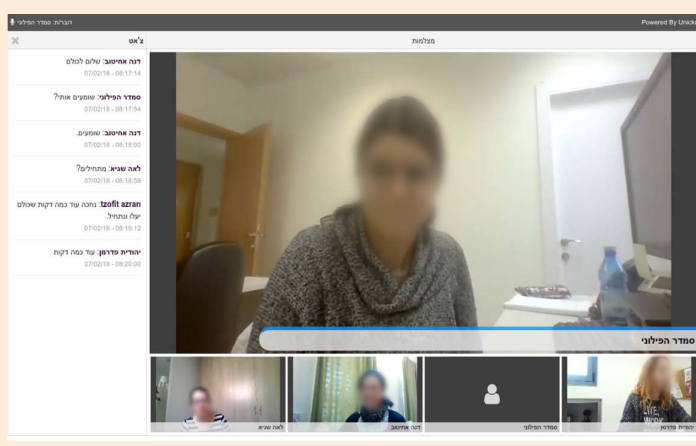 דובר/ת: סמדר הפילוני
Powered By Unicko
צ'אט
מצלמות
דנה אחיטוב: שלום לכולם
07/02/18 - 08:17:14
סמדר הפילוני: שומעים אותי?
07/02/18 - 08:17:54
דנה אחיטוב: שומעים.
07/02/18 - 08:18:00
לאה שגיא: מתחילים?
07/02/18 - 08:18:59
tzofit azran: נחכה עוד כמה דקות שכולם
יעלו ונתחיל.
07/02/18 - 08:19:12
יהודית פדרמן: עוד כמה דקות
07/02/18 - 08:20:00
סמדר הפילוני
יהודית פדרמן
סמדר הפילוני
דנה אחיטוב
לאה שגיא